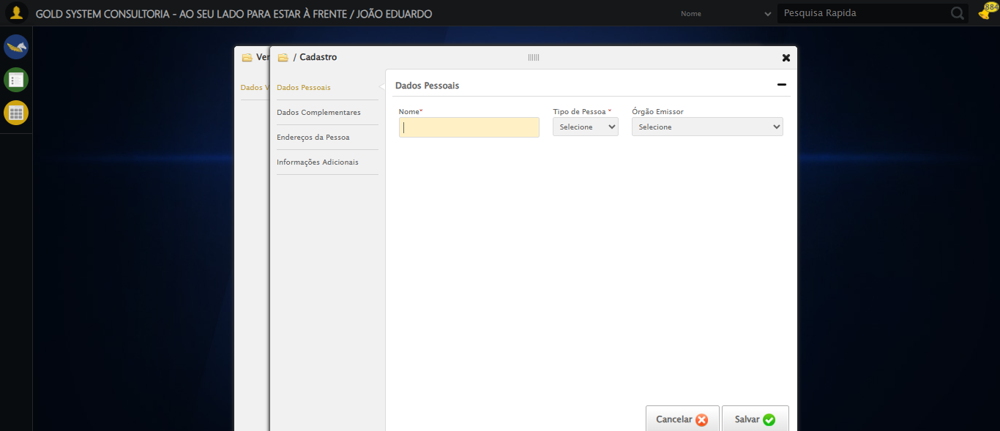 GOLD SYSTEM CONSULTORIA - AO SEU LADO PARA ESTAR À FRENTE / JOÃO EDUARDO
Nome
Pesquisa Rapida
884
Ver
/ Cadastro
Dados V
Dados Pessoais
Dados Complementares
Endereços da Pessoa
Informações Adicionais
Dados Pessoais
Nome*
Tipo de Pessoa *
Órgão Emissor
Selecione
Selecione
Cancelar
Salvar